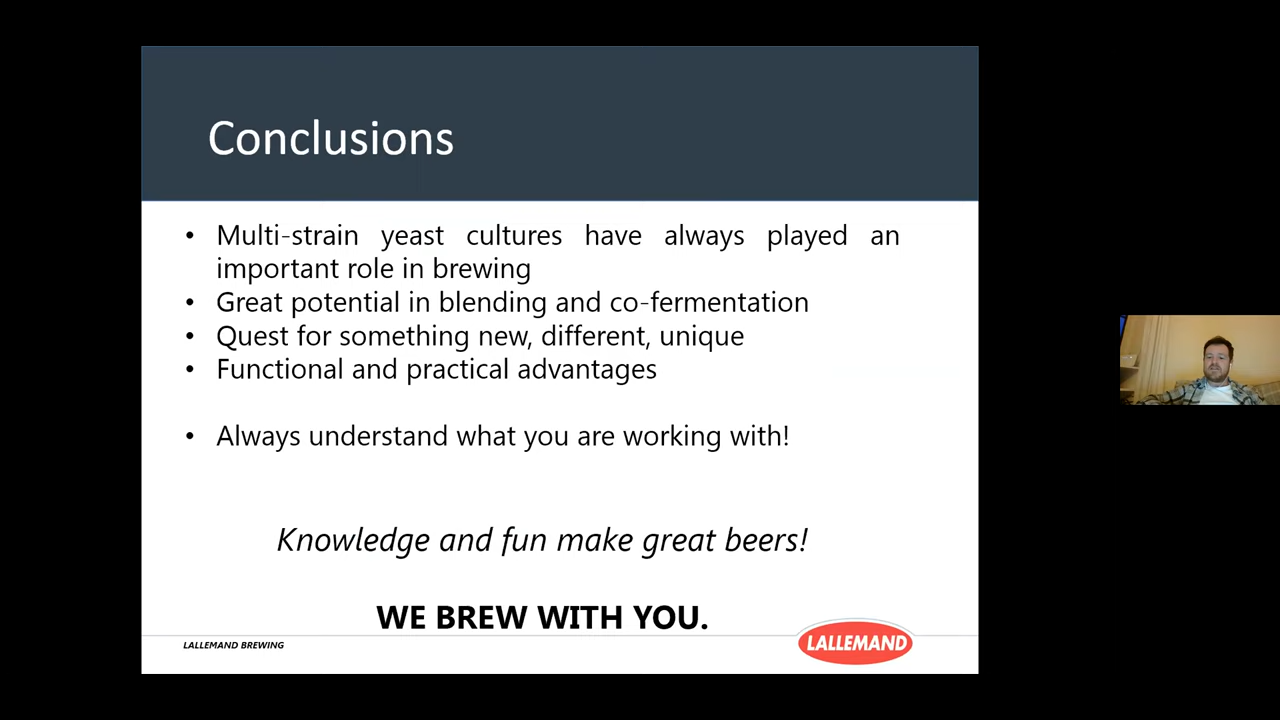 Conclusions
• Multi-strain yeast cultures have always played an
important role in brewing
• Great potential in blending and co-fermentation
• Quest for something new, different, unique
• Functional and practical advantages
• Always understand what you are working with!
Knowledge and fun make great beers!
WE BREW WITH YOU.
LALLEMAND BREWING
LALLEMAND